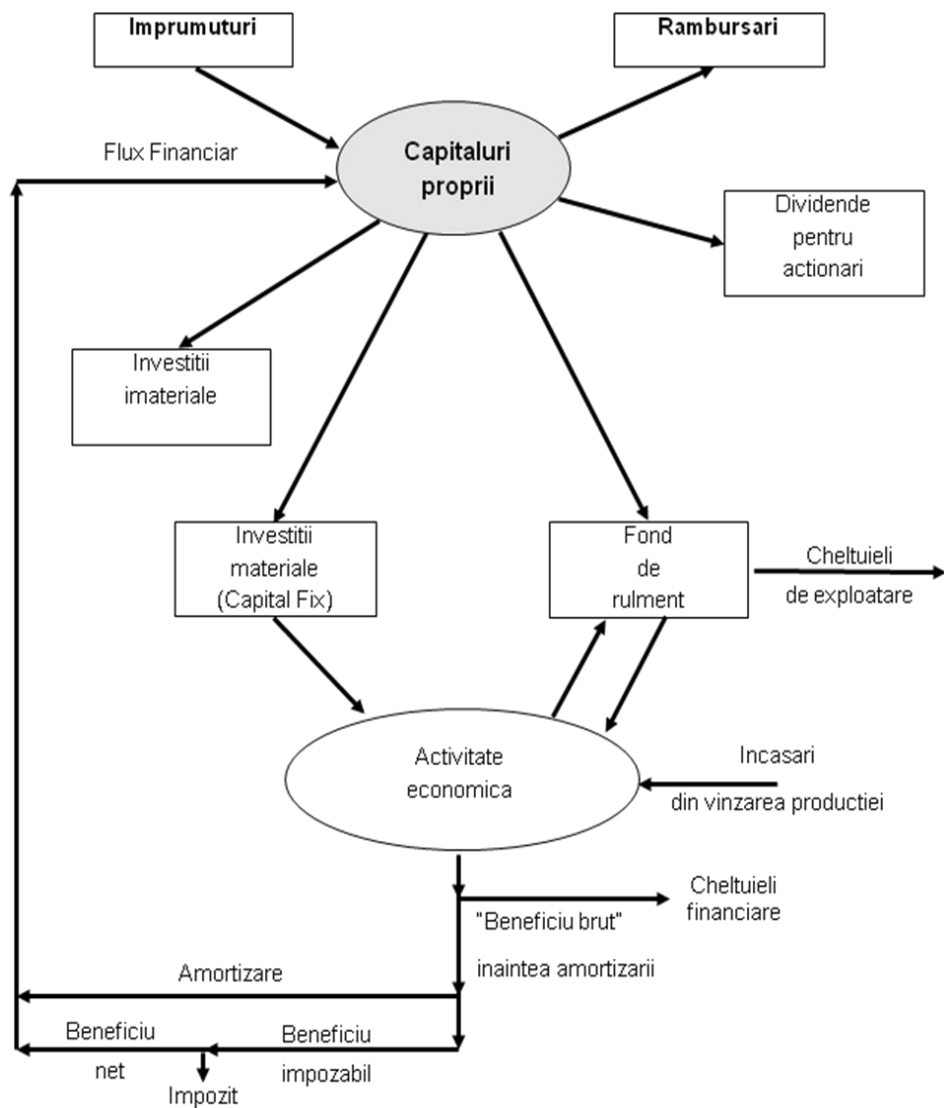 Imprumuturi
Rambursari
Flux Financiar
Capitaluri
proprii
Dividende
pentru
actionari
Investitii
imateriale
Investitii
materiale
(Capital Fix)
Fond
de
rulment
Cheltuieli
de exploatare
Activitate
economica
Incasari
din vinzarea productiei
Cheltuieli
financiare
"Beneficiu brut"
inaintea amortizarii
Amortizare
Beneficiu
net
Beneficiu
impozabil
Impozit